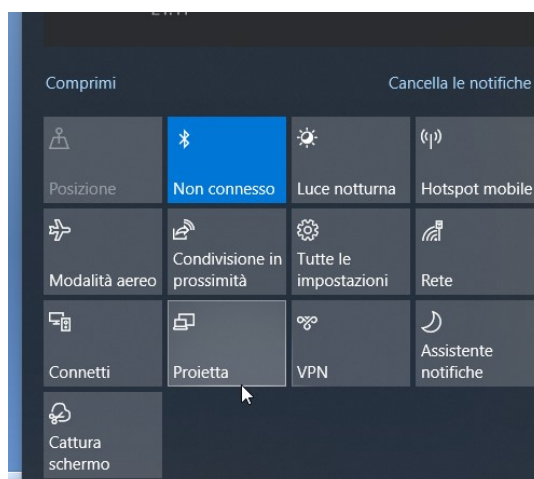 Comprimi
Cancella le notifiche
Posizione
Non connesso
Luce notturna
Hotspot mobile
Modalità aereo
Condivisione in
prossimità
Tutte le
impostazioni
Rete
Connetti
Proietta
VPN
Assistente
notifiche
Cattura
schermo